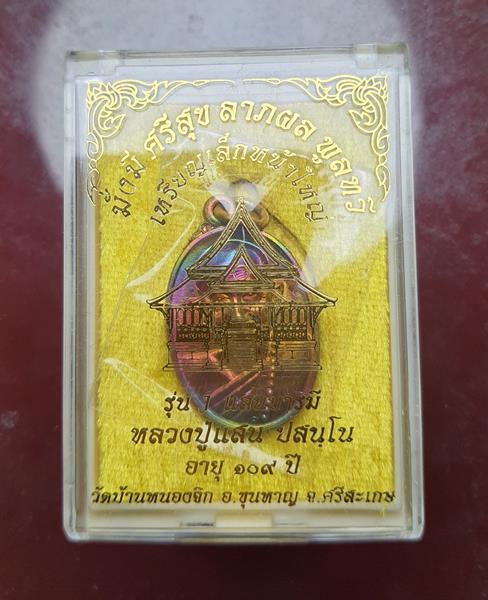 มั่งมี ศรีสุข ลาภผล พูลทวี
เหรียญเล็กหน้าใหญ่
รุ่น 1 แสนบารมี
หลวงปู่แสน ปสนฺโน
อายุ ๑๐๙ ปี
วัดบ้านหนองจิก อ.ขุนหาญ จ.ศรีสะเกษ